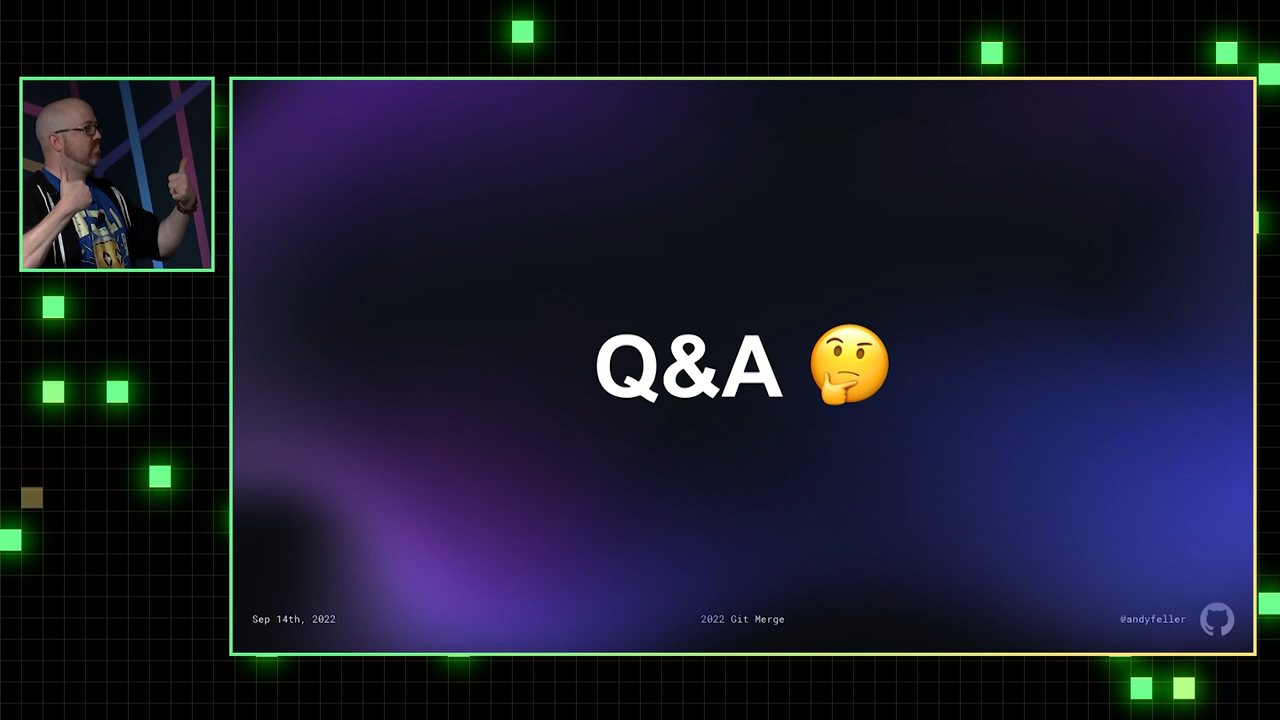 Q&A 🤔
Sep 14th, 2022
2022 Git Merge
@andyfeller